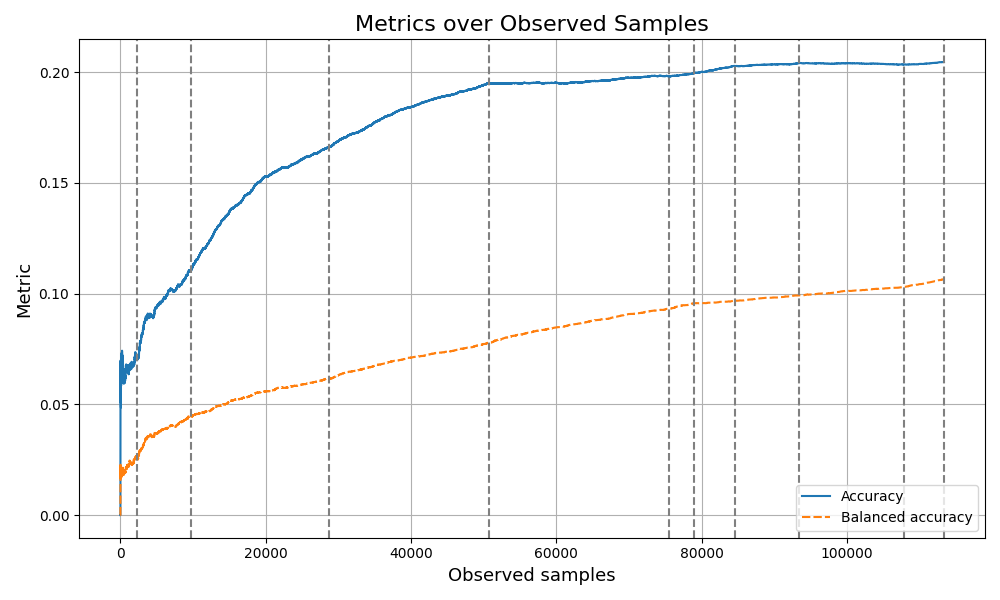 Metrics over Observed Samples
Metric
0.20
0.15
0.10
0.05
0.00
0 20000 40000 60000 80000 100000
Observed samples
Accuracy
Balanced accuracy